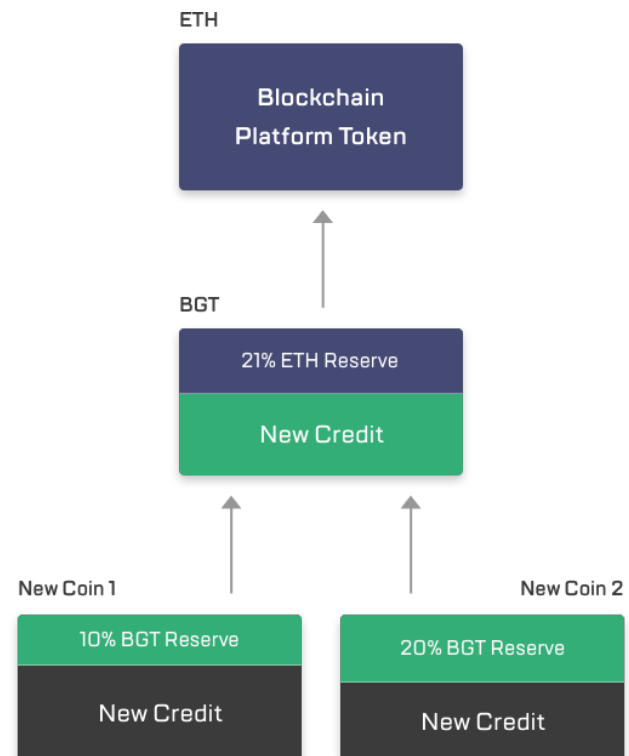 ETH
Blockchain
Platform Token
BGT
21% ETH Reserve
New Credit
New Coin 1
10% BGT Reserve
New Credit
New Coin 2
20% BGT Reserve
New Credit